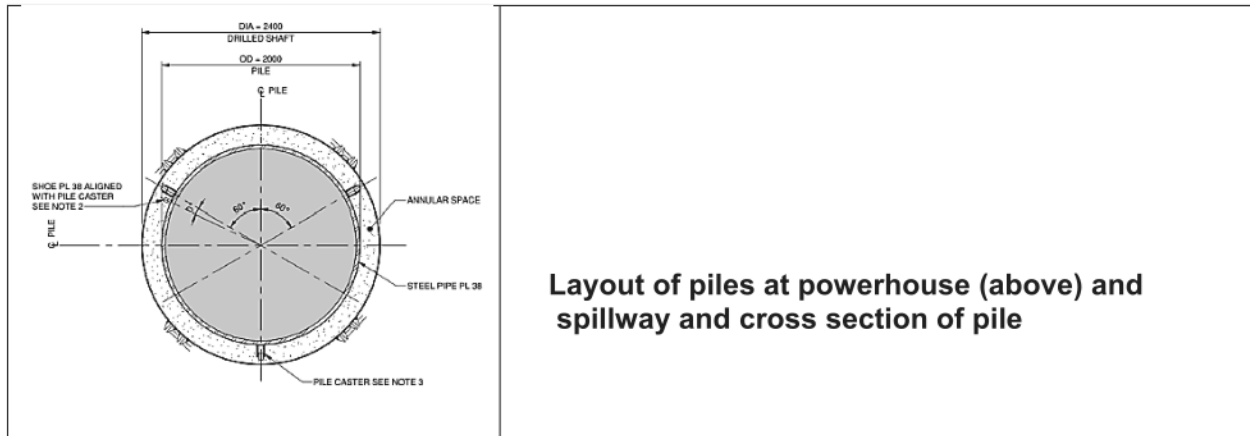 DIA = 2400
DRILLED SHAFT
OD = 2000
PILE
℄ PILE
SHOE PL 38 ALIGNED
WITH PILE CASTER
SEE NOTE 2
60°
60°
ANNULAR SPACE
℄ PILE
STEEL PIPE PL 38
PILE CASTER SEE NOTE 3
Layout of piles at powerhouse (above) and
spillway and cross section of pile